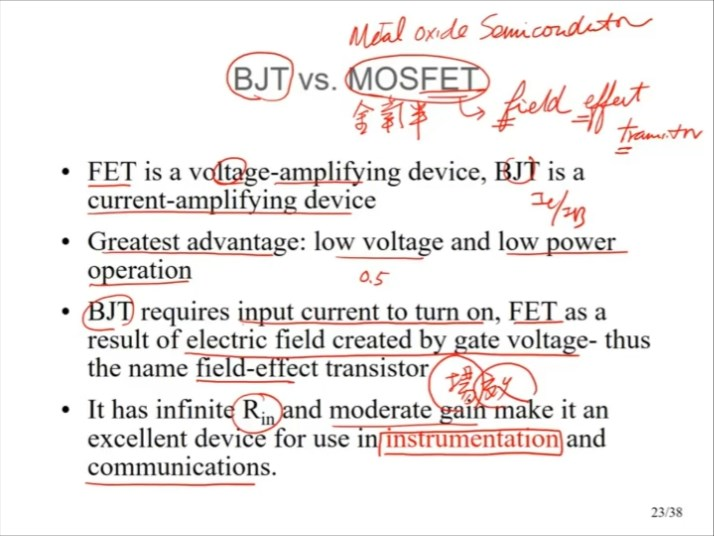 Metal oxide Semiconductor
BJT vs. MOSFET
field effect
金氧半
transistor
• FET is a voltage-amplifying device, BJT is a
current-amplifying device
Ic/IB
• Greatest advantage: low voltage and low power
operation
0.5
• BJT requires input current to turn on, FET as a
result of electric field created by gate voltage- thus
the name field-effect transistor
場效
• It has infinite Rin and moderate gain make it an
excellent device for use in instrumentation and
communications.
23/38